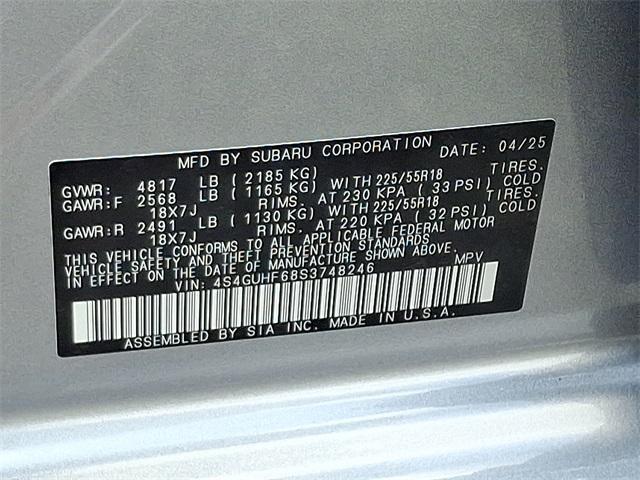 MFD BY SUBARU CORPORATION DATE: 04/25
GVWR: 4817 LB (2185 KG)
GAWR:F 2568 LB (1165 KG) WITH 225/55R18 TIRES.
18X7J RIMS. AT 230 KPA (33 PSI) COLD
GAWR:R 2491 LB (1130 KG) WITH 225/55R18 TIRES.
18X7J RIMS. AT 220 KPA (32 PSI) COLD
THIS VEHICLE CONFORMS TO ALL APPLICABLE FEDERAL MOTOR
VEHICLE SAFETY AND THEFT PREVENTION STANDARDS
IN EFFECT ON THE DATE OF MANUFACTURE SHOWN ABOVE.
VIN: 4S4GUHF68S3748246 MPV
ASSEMBLED BY SIA INC. MADE IN U.S.A.